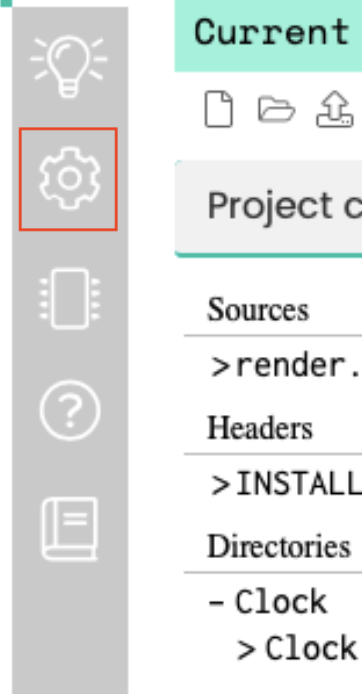 Current
Project c
Sources
>render.
Headers
>INSTALL
Directories
- Clock
> Clock
?